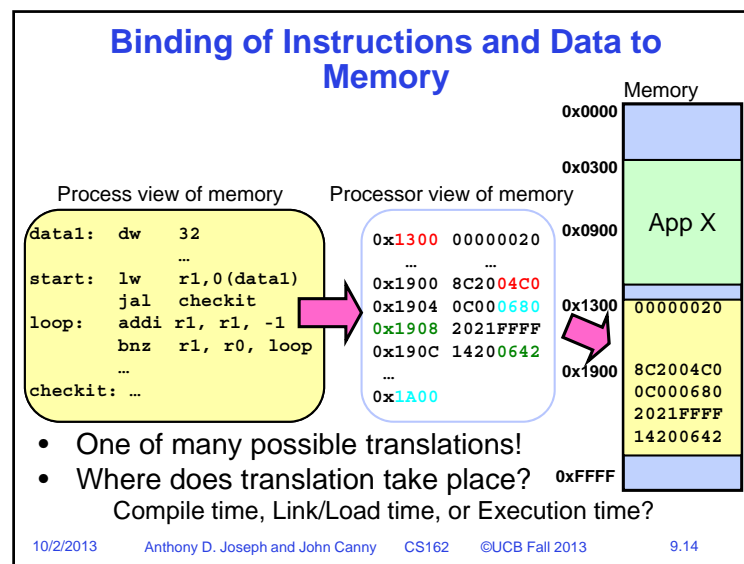 Binding of Instructions and Data to
Memory
Memory
0x0000
0x0300
0x0900
App X
0x1300
00000020
0x1900
8C2004C0
0C000680
2021FFFF
14200642
0xFFFF
Process view of memory
data1: dw 32
…
start: lw r1,0(data1)
jal checkit
loop: addi r1, r1, -1
bnz r1, r0, loop
…
checkit: …
Processor view of memory
0x1300 00000020
… …
0x1900 8C2004C0
0x1904 0C000680
0x1908 2021FFFF
0x190C 14200642
…
0x1A00
• One of many possible translations!
• Where does translation take place?
Compile time, Link/Load time, or Execution time?
10/2/2013 Anthony D. Joseph and John Canny CS162 ©UCB Fall 2013 9.14